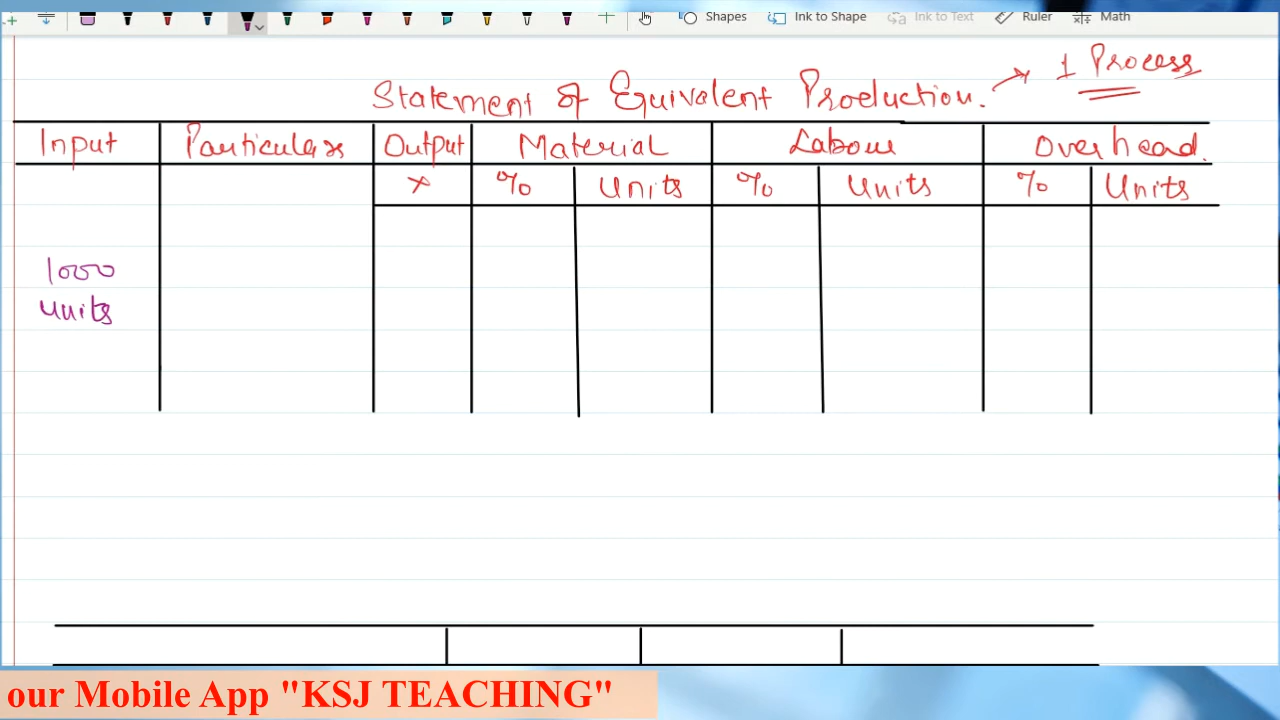 Shapes Ink to Shape Ink to Text Ruler Math
Statement of Equivalent Production. → 1 Process
Input Particulars Output Material Labour Overhead.
x % Units % Units % Units
1000
units
our Mobile App "KSJ TEACHING"